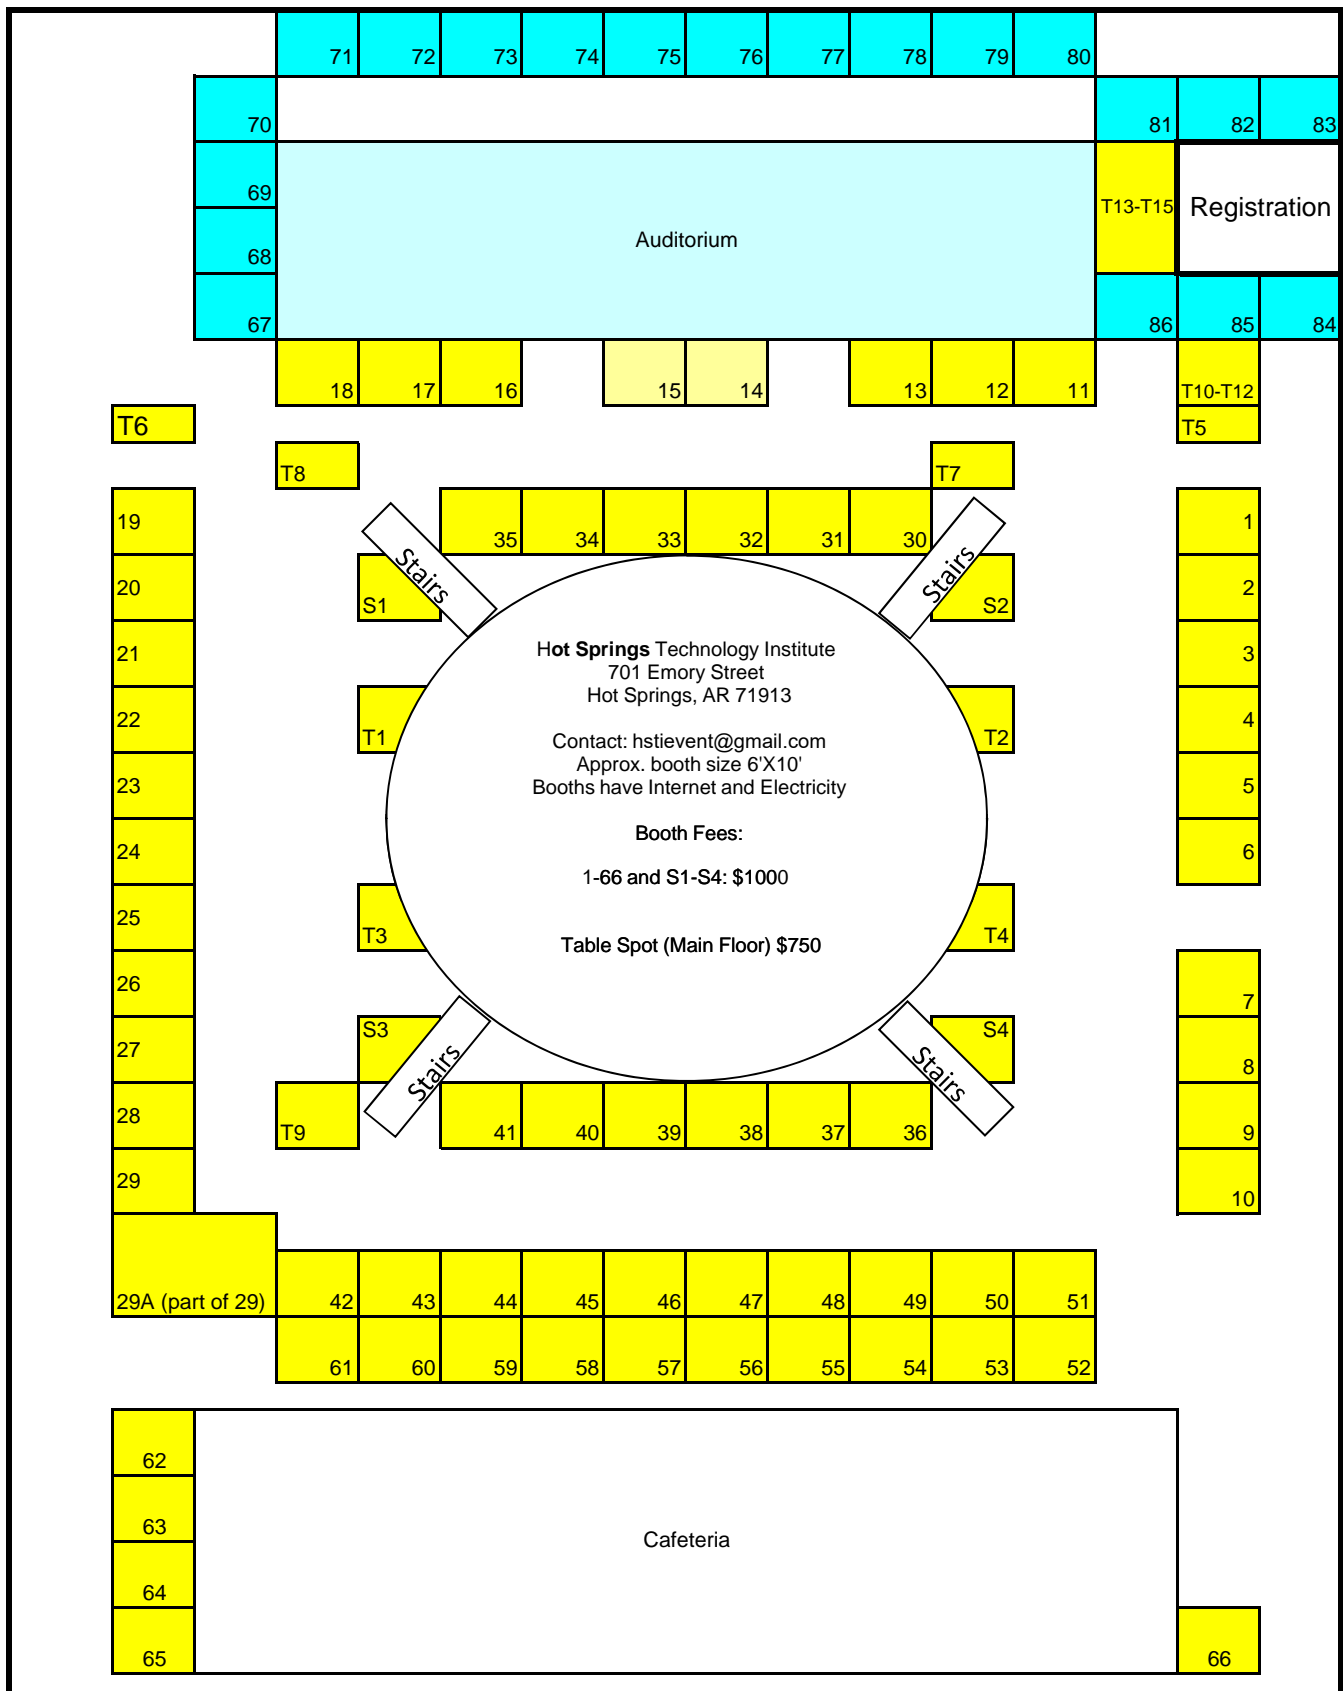 71 72 73 74 75 76 77 78 79 80
70 81 82 83
69
T13-T15 Registration
Auditorium
68
67 86 85 84
18 17 16 15 14 13 12 11 T10-T12
T6 T5
T8 T7
19 35 34 33 32 31 30 1
Stairs Stairs
20 S1 S2 2
Hot Springs Technology Institute
21 3
701 Emory Street
Hot Springs, AR 71913
22 T1 T2 4
Contact: hstievent@gmail.com
Approx. booth size 6'X10'
23 5
Booths have Internet and Electricity
Booth Fees:
24 6
1-66 and S1-S4: $1000
25
T3 T4
Table Spot (Main Floor) $750
26 7
S3 S4
27 8
Stairs Stairs
28 T9 41 40 39 38 37 36 9
29 10
29A (part of 29) 42 43 44 45 46 47 48 49 50 51
61 60 59 58 57 56 55 54 53 52
62
63
Cafeteria
64
65 66